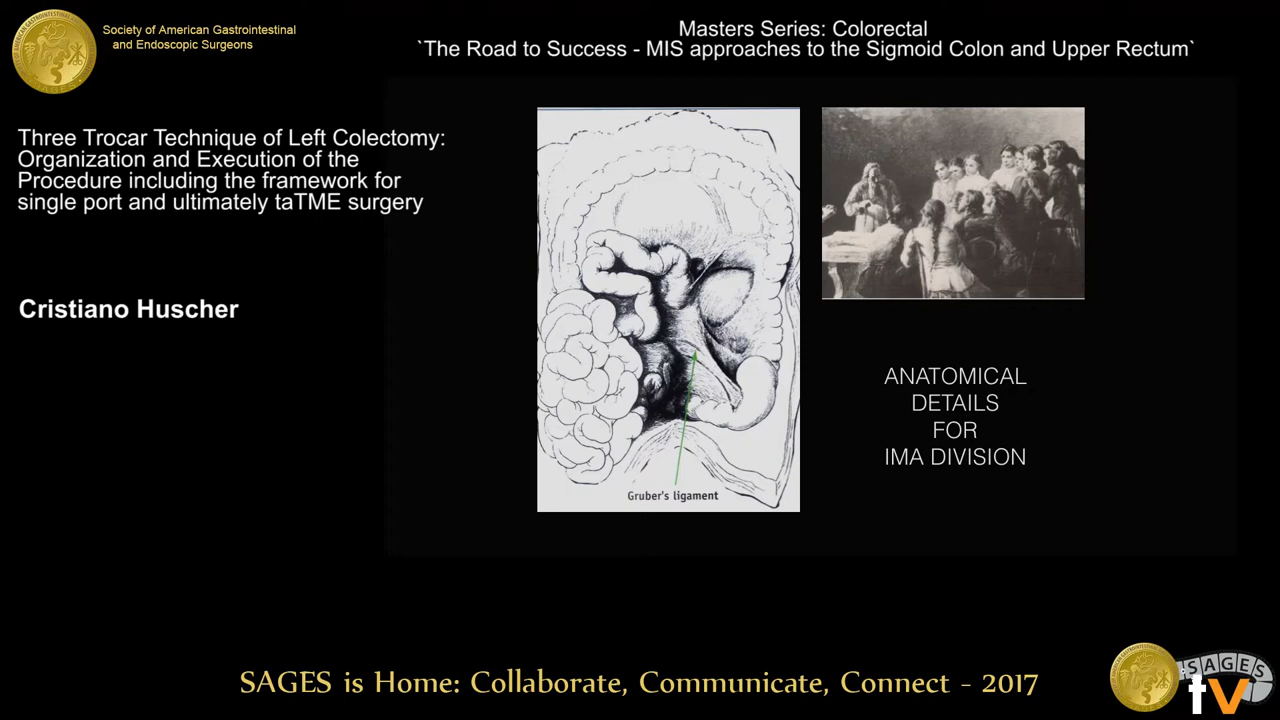 Society of American Gastrointestinal
and Endoscopic Surgeons
Masters Series: Colorectal
`The Road to Success - MIS approaches to the Sigmoid Colon and Upper Rectum`
Three Trocar Technique of Left Colectomy:
Organization and Execution of the
Procedure including the framework for
single port and ultimately taTME surgery
Cristiano Huscher
ANATOMICAL
DETAILS
FOR
IMA DIVISION
Gruber's ligament
SAGES is Home: Collaborate, Communicate, Connect - 2017
SAGES
tv